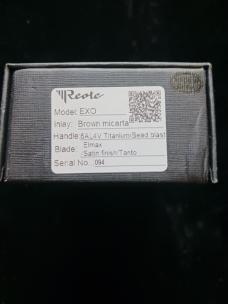 Reate
Model: EXO
Inlay: Brown micarta
Handle: 6AL4V Titanium/Bead blast
Blade: Elmax
Satin finish/Tanto
Serial No.: 094